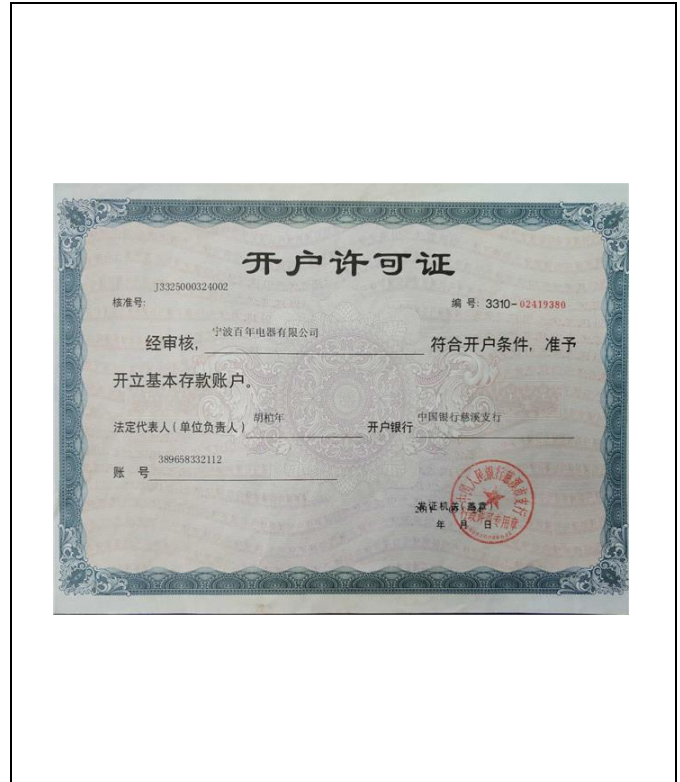 开户许可证
J3325000324002
核准号:
编 号: 3310-02419380
宁波百年电器有限公司
经审核, 符合开户条件, 准予
开立基本存款账户。
法定代表人(单位负责人) 胡柏年 开户银行 中国银行慈溪支行
账 号 389658332112
发证机关(盖章)
年 月 日